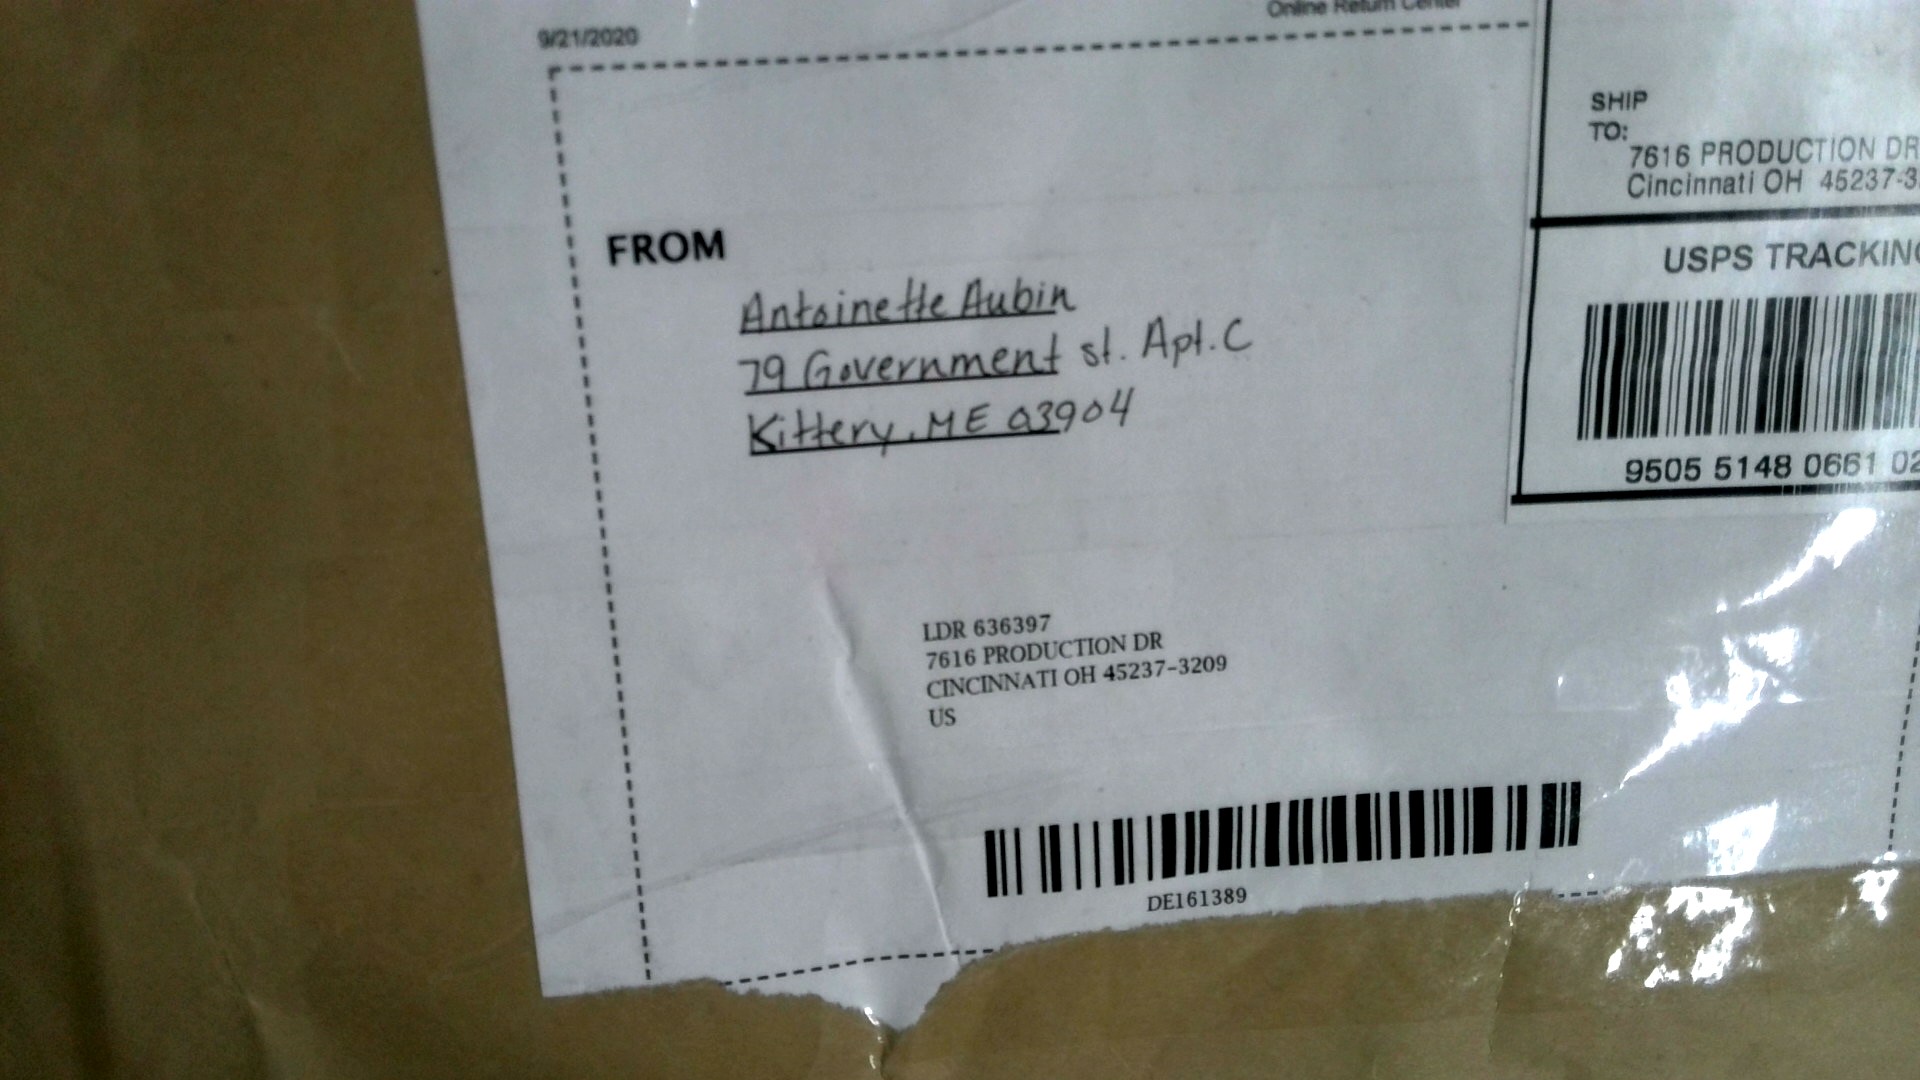 9/21/2020
Online Return Center
FROM
Antoinette Aubin
79 Government st. Apt. C
Kittery, ME 03904
SHIP
TO:
7616 PRODUCTION DR
Cincinnati OH 45237-3
USPS TRACKING
9505 5148 0661 02
LDR 636397
7616 PRODUCTION DR
CINCINNATI OH 45237-3209
US
DE161389